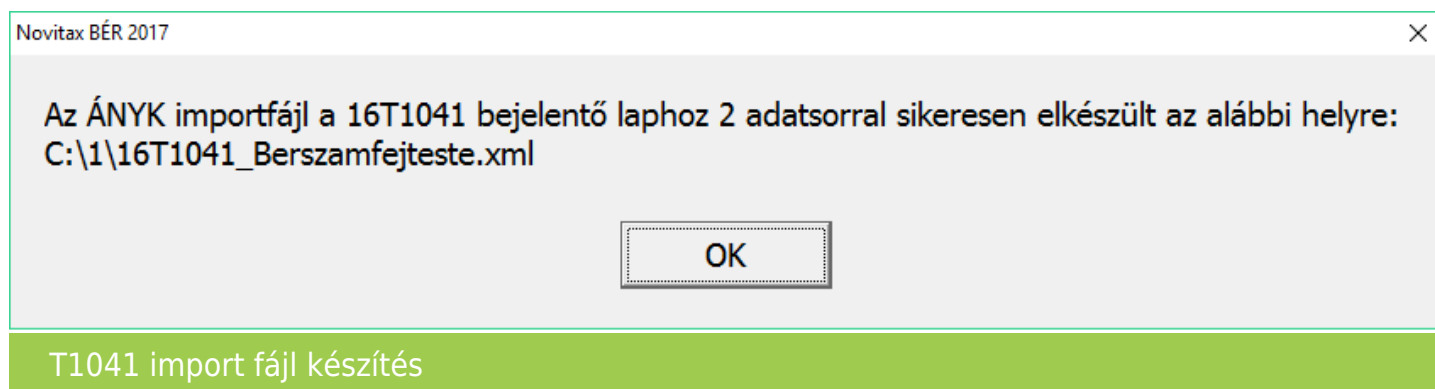 Novitax BÉR 2017
Az ÁNYK importfájl a 16T1041 bejelentő laphoz 2 adatsorral sikeresen elkészült az alábbi helyre:
C:\1\16T1041_Berszamfejteste.xml
OK
T1041 import fájl készítés